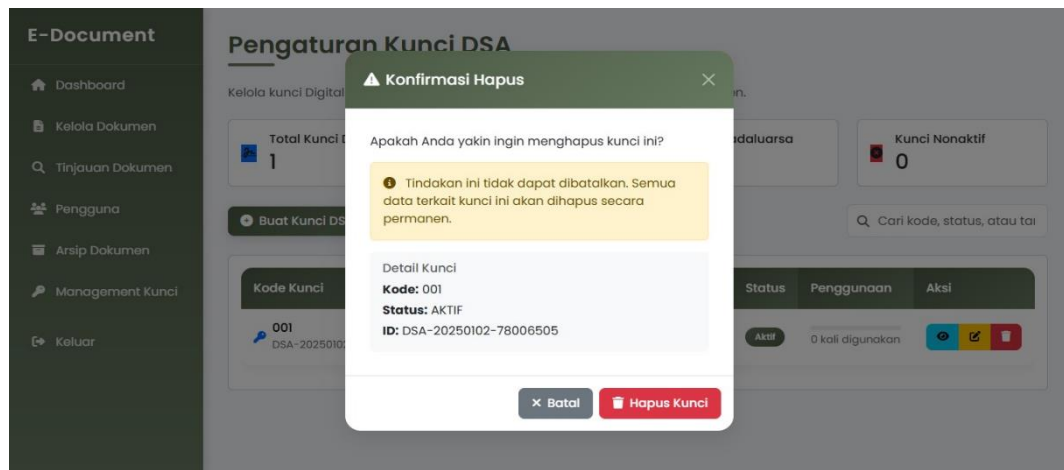 E-Document
Dashboard
Kelola Dokumen
Tinjauan Dokumen
Pengguna
Arsip Dokumen
Management Kunci
Keluar
Pengaturan Kunci DSA
Kelola kunci Digital
Total Kunci
1
Kunci Nonaktif
0
Buat Kunci DS
Cari kode, status, atau
Kode Kunci
Status
Penggunaan
Aksi
001
DSA-2025010
Aktif
0 kali digunakan
Konfirmasi Hapus
Apakah Anda yakin ingin menghapus kunci ini?
Tindakan ini tidak dapat dibatalkan. Semua
data terkait kunci ini akan dihapus secara
permanen.
Detail Kunci
Kode: 001
Status: AKTIF
ID: DSA-20250102-78006505
Batal
Hapus Kunci